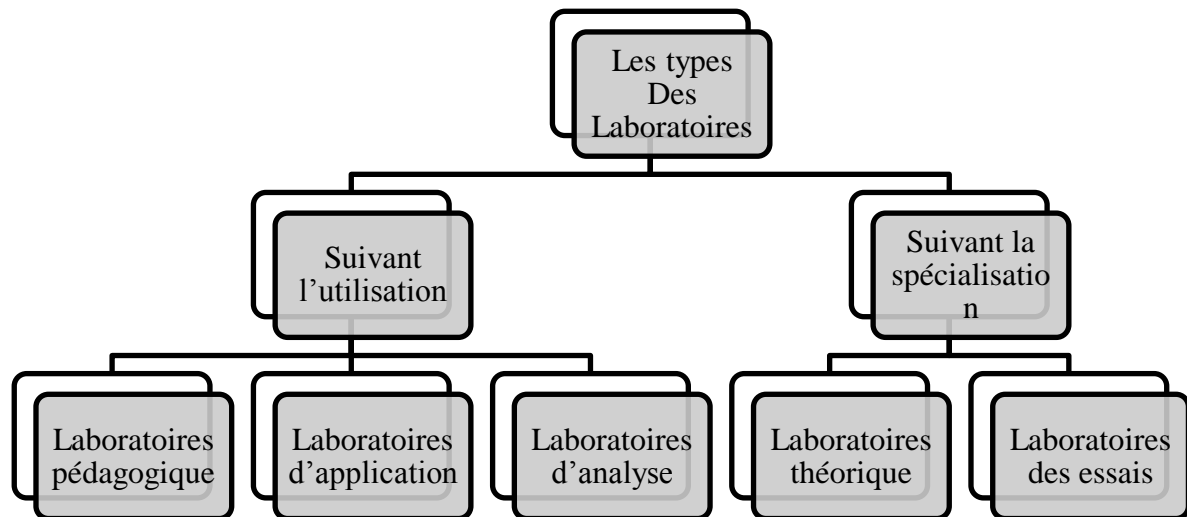 Les types
Des
Laboratoires
Suivant
l’utilisation
Suivant la
spécialisatio
n
Laboratoires
pédagogique
Laboratoires
d’application
Laboratoires
d’analyse
Laboratoires
théorique
Laboratoires
des essais